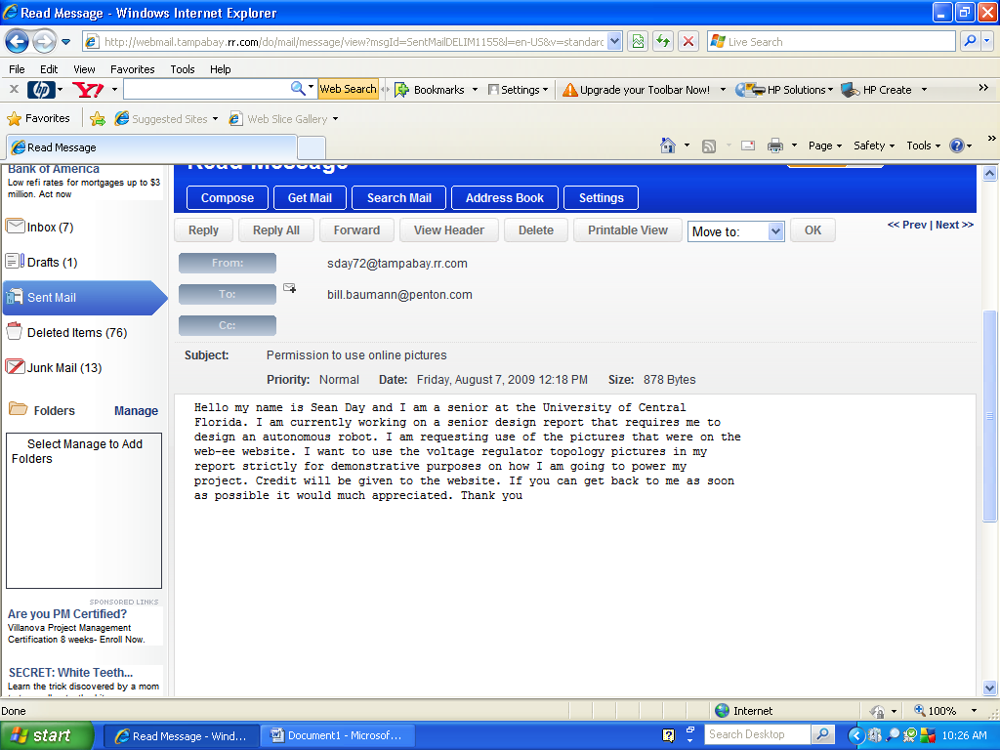 Read Message - Windows Internet Explorer
http://webmail.tampabay.rr.com/do/mail/message/view?msgId=SentMailDELIM1155&l=en-US&v=standard
Live Search
File Edit View Favorites Tools Help
X hp Y! Web Search Bookmarks Settings Upgrade your Toolbar Now! HP Solutions HP Create >>
Favorites Suggested Sites Web Slice Gallery
Read Message
Page Safety Tools >>
Bank of America
Low refi rates for mortgages up to $3
million. Act now
Inbox (7)
Drafts (1)
Sent Mail
Deleted Items (76)
Junk Mail (13)
Folders Manage
Select Manage to Add
Folders
SPONSORED LINKS
Are you PM Certified?
Villanova Project Management
Certification 8 weeks- Enroll Now.
SECRET: White Teeth...
Learn the trick discovered by a mom
Read Message
Compose Get Mail Search Mail Address Book Settings
Reply Reply All Forward View Header Delete Printable View Move to: OK
<< Prev | Next >>
From: sday72@tampabay.rr.com
To: bill.baumann@penton.com
Cc:
Subject: Permission to use online pictures
Priority: Normal Date: Friday, August 7, 2009 12:18 PM Size: 878 Bytes
Hello my name is Sean Day and I am a senior at the University of Central
Florida. I am currently working on a senior design report that requires me to
design an autonomous robot. I am requesting use of the pictures that were on the
web-ee website. I want to use the voltage regulator topology pictures in my
report strictly for demonstrative purposes on how I am going to power my
project. Credit will be given to the website. If you can get back to me as soon
as possible it would much appreciated. Thank you
Done Internet 100%
start Read Message - Wind... Document1 - Microsof... Search Desktop 10:26 AM